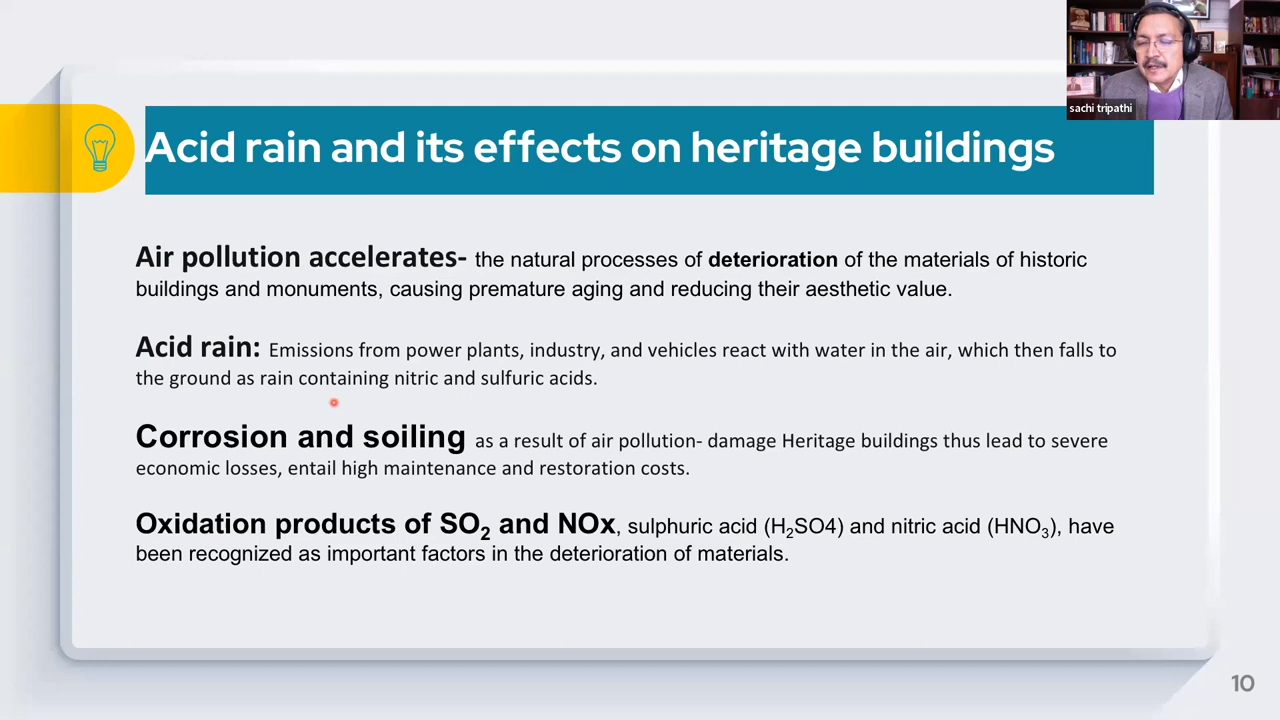 sachi tripathi
Acid rain and its effects on heritage buildings
Air pollution accelerates- the natural processes of deterioration of the materials of historic
buildings and monuments, causing premature aging and reducing their aesthetic value.
Acid rain: Emissions from power plants, industry, and vehicles react with water in the air, which then falls to
the ground as rain containing nitric and sulfuric acids.
Corrosion and soiling as a result of air pollution- damage Heritage buildings thus lead to severe
economic losses, entail high maintenance and restoration costs.
Oxidation products of SO₂ and NOx, sulphuric acid (H₂SO4) and nitric acid (HNO₃), have
been recognized as important factors in the deterioration of materials.
10